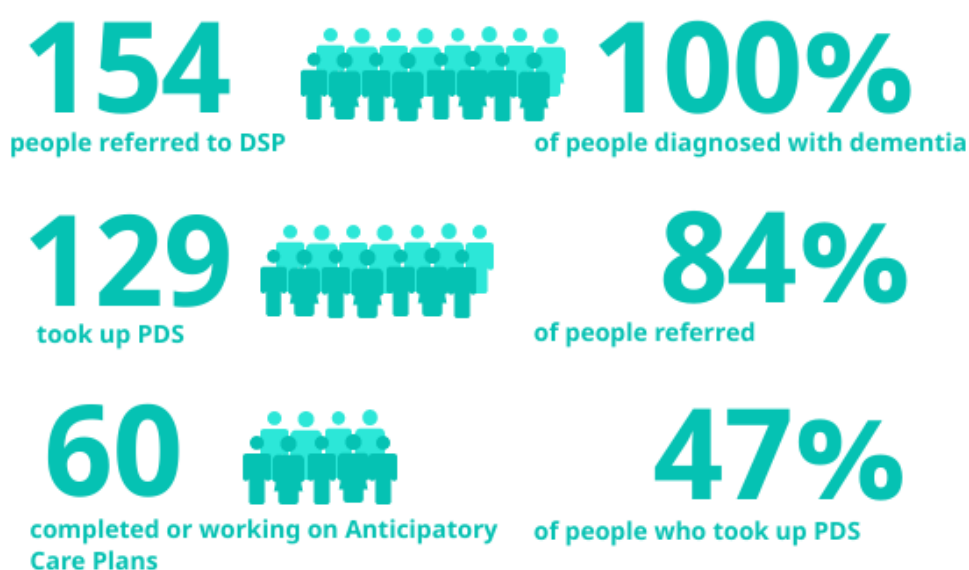 154
100%
people referred to DSP
of people diagnosed with dementia
129
84%
took up PDS
of people referred
60
47%
completed or working on Anticipatory
Care Plans
of people who took up PDS